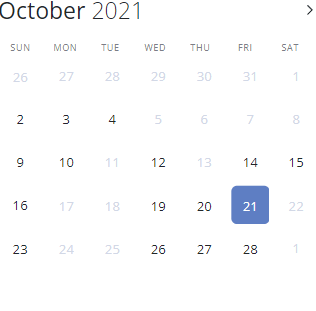 October 2021
SUN MON TUE WED THU FRI SAT
26 27 28 29 30 31 1
2 3 4 5 6 7 8
9 10 11 12 13 14 15
16 17 18 19 20 21 22
23 24 25 26 27 28 1